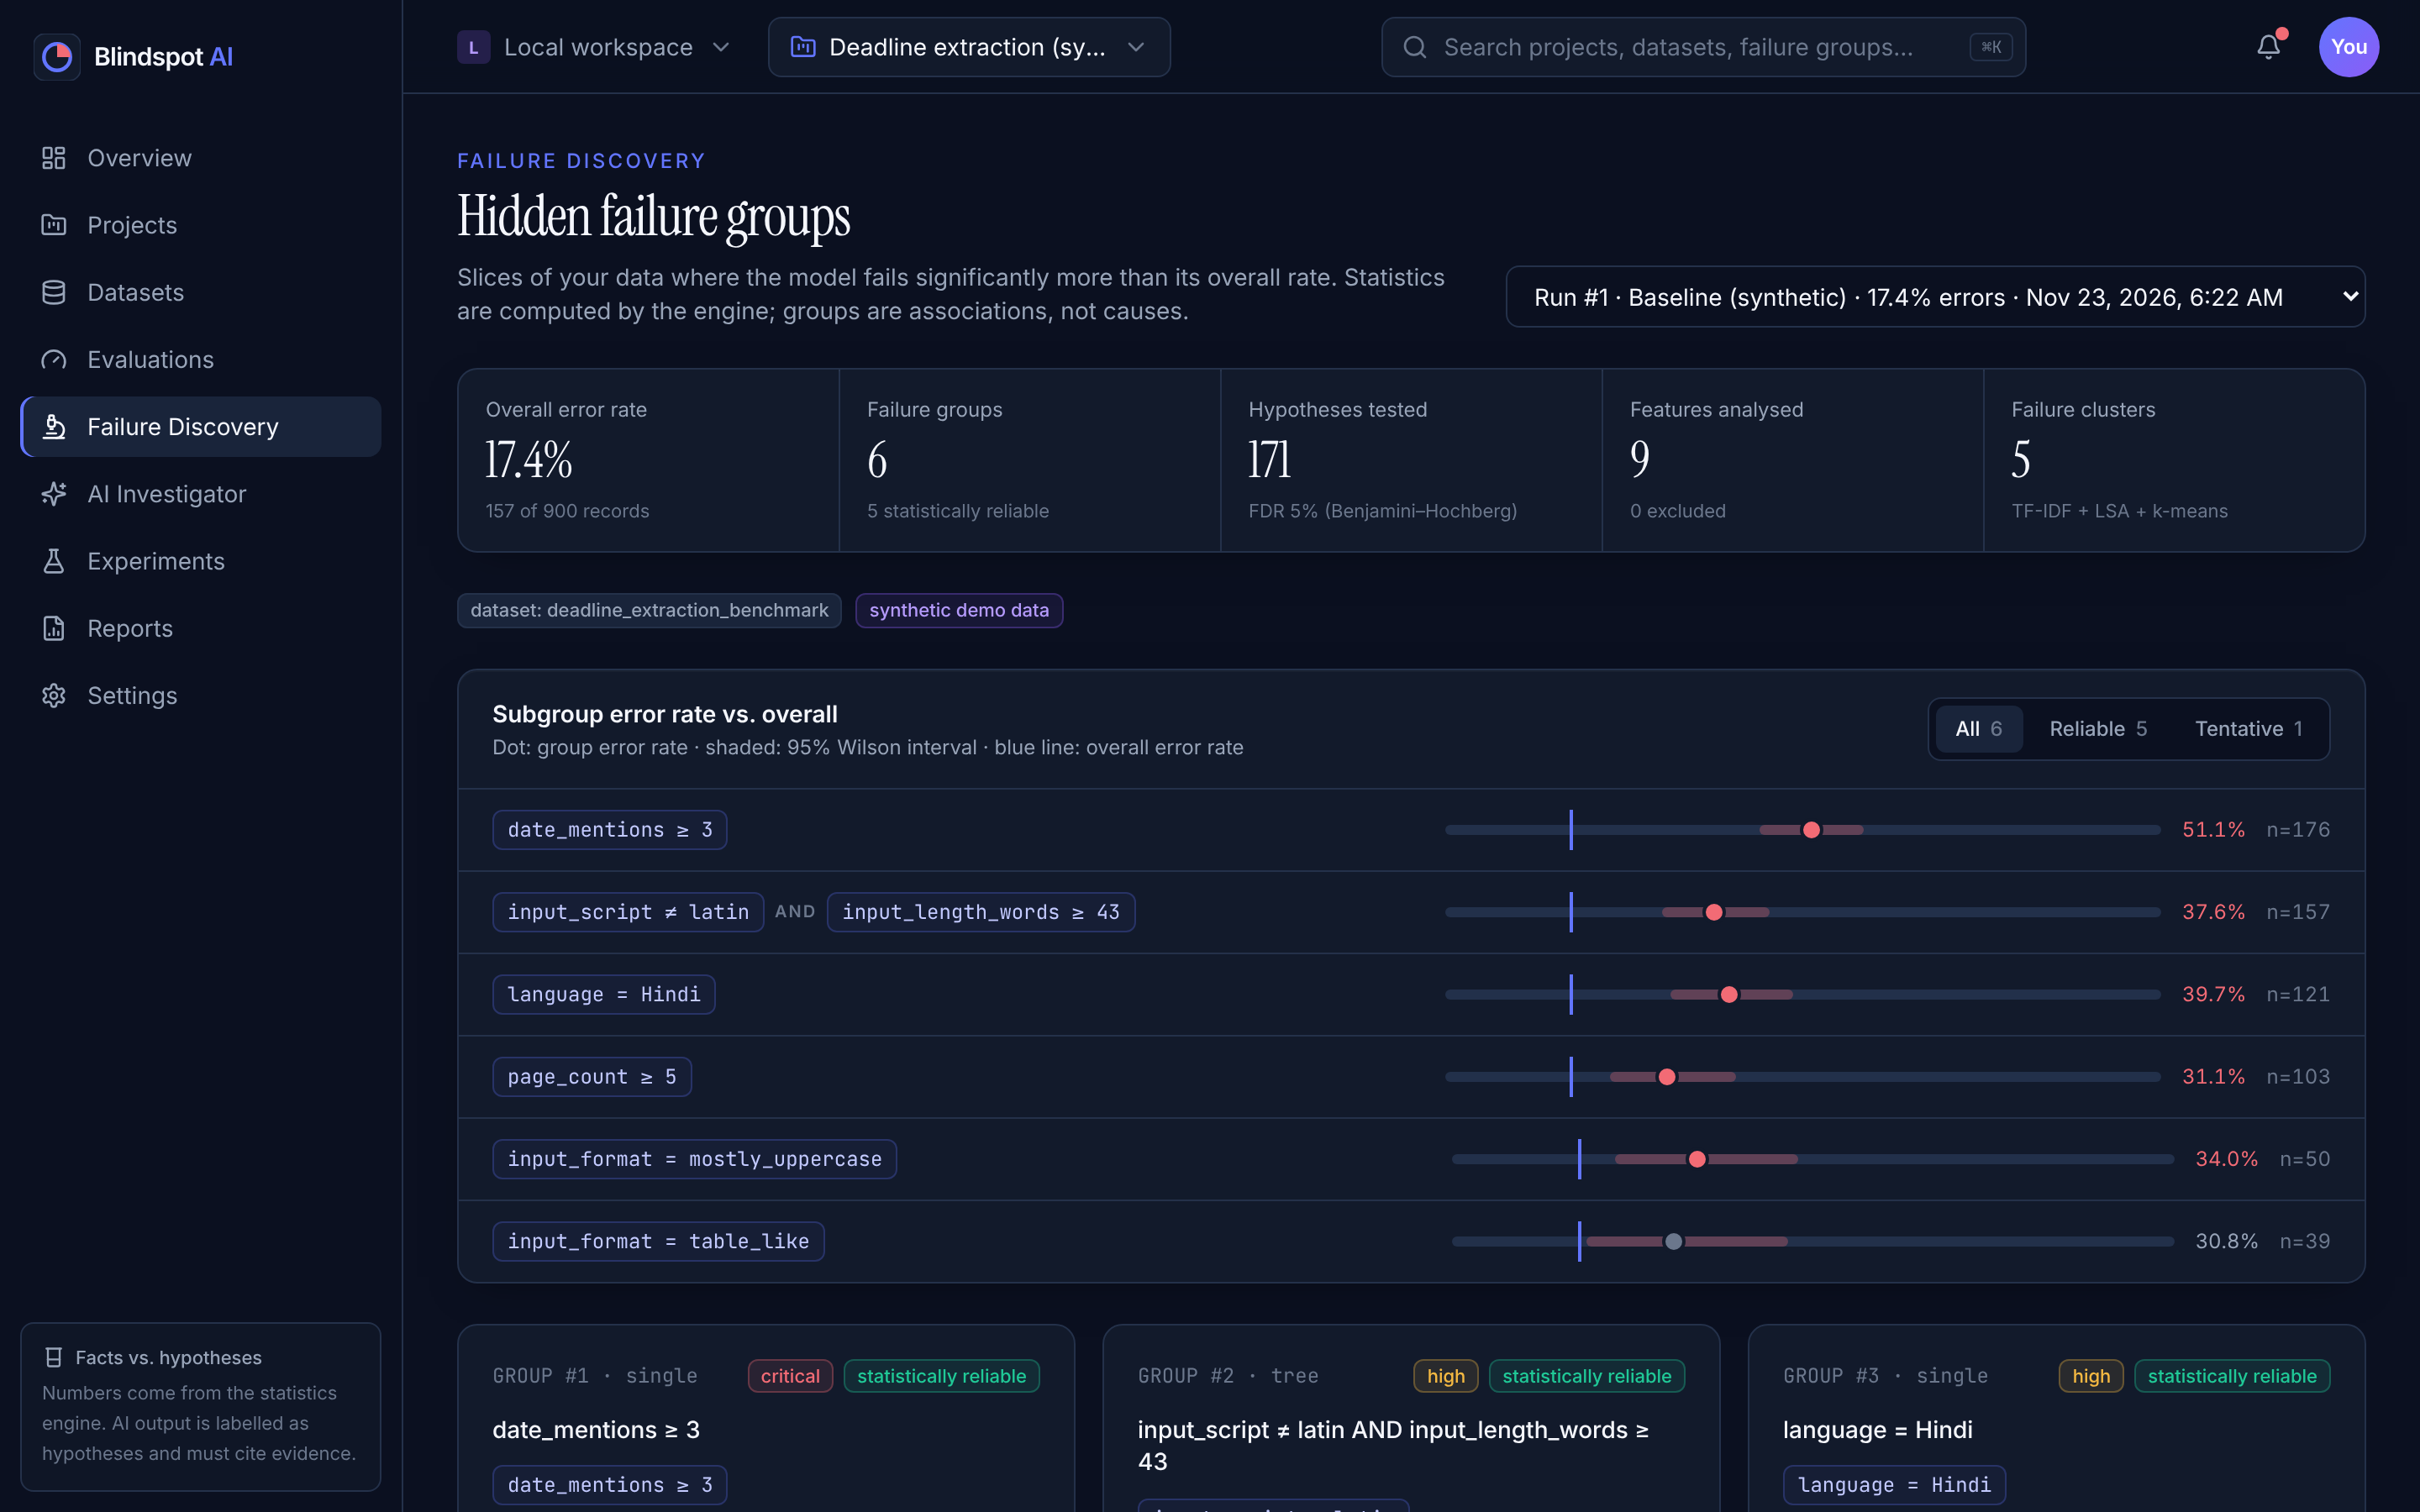 Blindspot AI
Overview
Projects
Datasets
Evaluations
Failure Discovery
AI Investigator
Experiments
Reports
Settings
Facts vs. hypotheses
Numbers come from the statistics
engine. AI output is labelled as
hypotheses and must cite evidence.
L Local workspace
Deadline extraction (sy...
Search projects, datasets, failure groups... ⌘K
You
FAILURE DISCOVERY
Hidden failure groups
Slices of your data where the model fails significantly more than its overall rate. Statistics
are computed by the engine; groups are associations, not causes.
Run #1 · Baseline (synthetic) · 17.4% errors · Nov 23, 2026, 6:22 AM
Overall error rate
17.4%
157 of 900 records
Failure groups
6
5 statistically reliable
Hypotheses tested
171
FDR 5% (Benjamini–Hochberg)
Features analysed
9
0 excluded
Failure clusters
5
TF-IDF + LSA + k-means
dataset: deadline_extraction_benchmark
synthetic demo data
Subgroup error rate vs. overall
Dot: group error rate · shaded: 95% Wilson interval · blue line: overall error rate
All 6 Reliable 5 Tentative 1
date_mentions ≥ 3 51.1% n=176
input_script ≠ latin AND input_length_words ≥ 43 37.6% n=157
language = Hindi 39.7% n=121
page_count ≥ 5 31.1% n=103
input_format = mostly_uppercase 34.0% n=50
input_format = table_like 30.8% n=39
GROUP #1 · single critical statistically reliable
date_mentions ≥ 3
date_mentions ≥ 3
GROUP #2 · tree high statistically reliable
input_script ≠ latin AND input_length_words ≥
43
GROUP #3 · single high statistically reliable
language = Hindi
language = Hindi